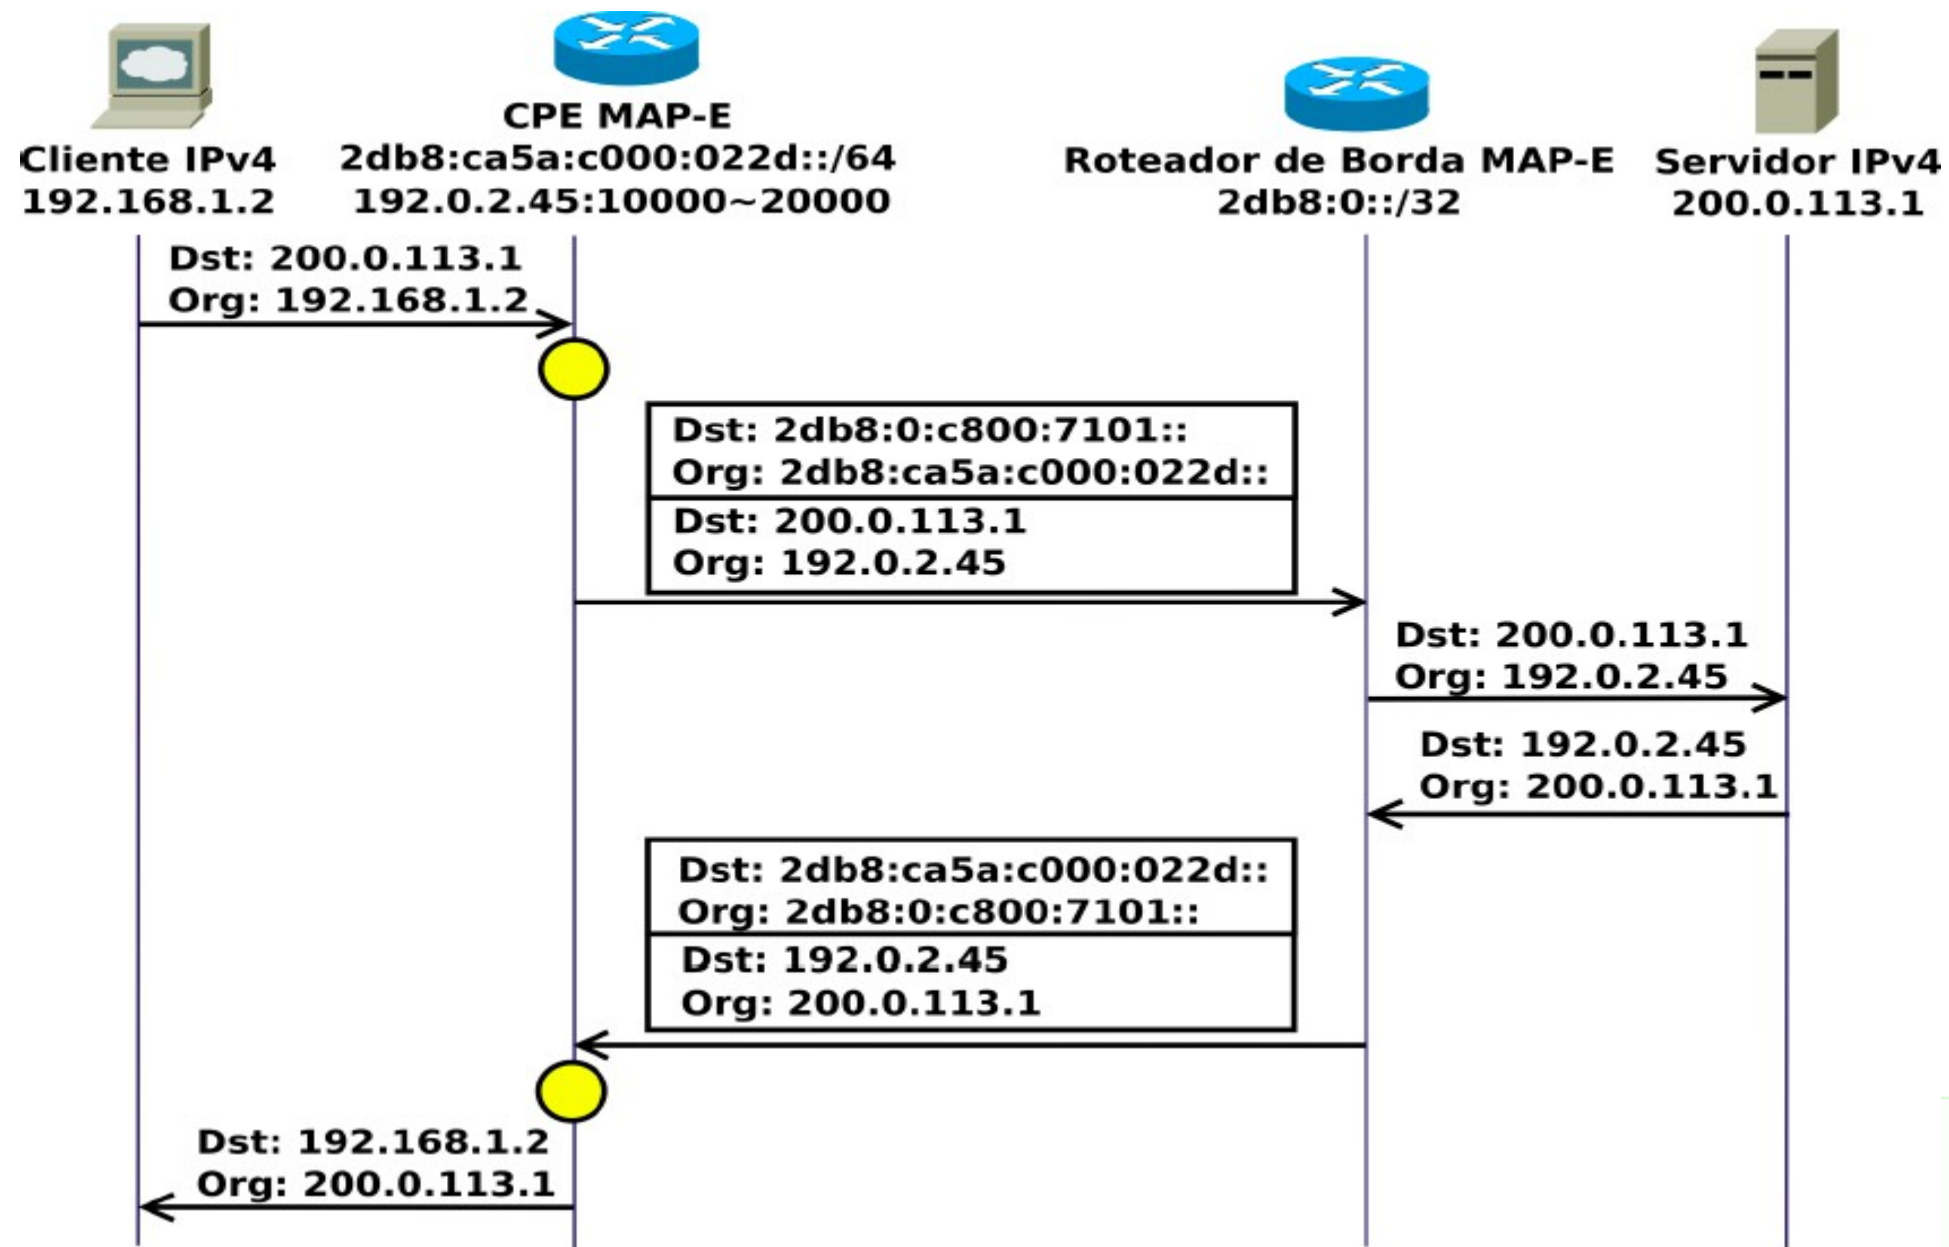 CPE MAP-E
Cliente IPv4
192.168.1.2
2db8:ca5a:c000:022d::/64
192.0.2.45:10000~20000
Roteador de Borda MAP-E
2db8:0::/32
Servidor IPv4
200.0.113.1
Dst: 200.0.113.1
Org: 192.168.1.2
Dst: 2db8:0:c800:7101::
Org: 2db8:ca5a:c000:022d::
Dst: 200.0.113.1
Org: 192.0.2.45
Dst: 200.0.113.1
Org: 192.0.2.45
Dst: 192.0.2.45
Org: 200.0.113.1
Dst: 2db8:ca5a:c000:022d::
Org: 2db8:0:c800:7101::
Dst: 192.0.2.45
Org: 200.0.113.1
Dst: 192.168.1.2
Org: 200.0.113.1